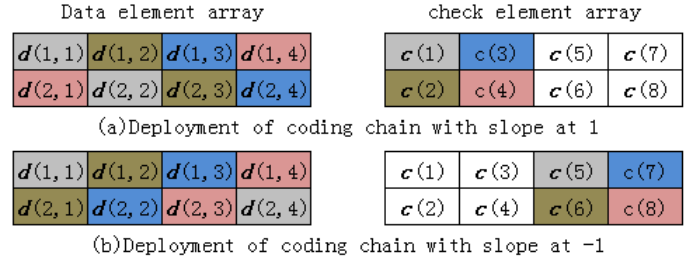 Data element array check element array
d(1,1) d(1,2) d(1,3) d(1,4) c(1) c(3) c(5) c(7)
d(2,1) d(2,2) d(2,3) d(2,4) c(2) c(4) c(6) c(8)
(a)Deployment of coding chain with slope at 1
d(1,1) d(1,2) d(1,3) d(1,4) c(1) c(3) c(5) c(7)
d(2,1) d(2,2) d(2,3) d(2,4) c(2) c(4) c(6) c(8)
(b)Deployment of coding chain with slope at -1